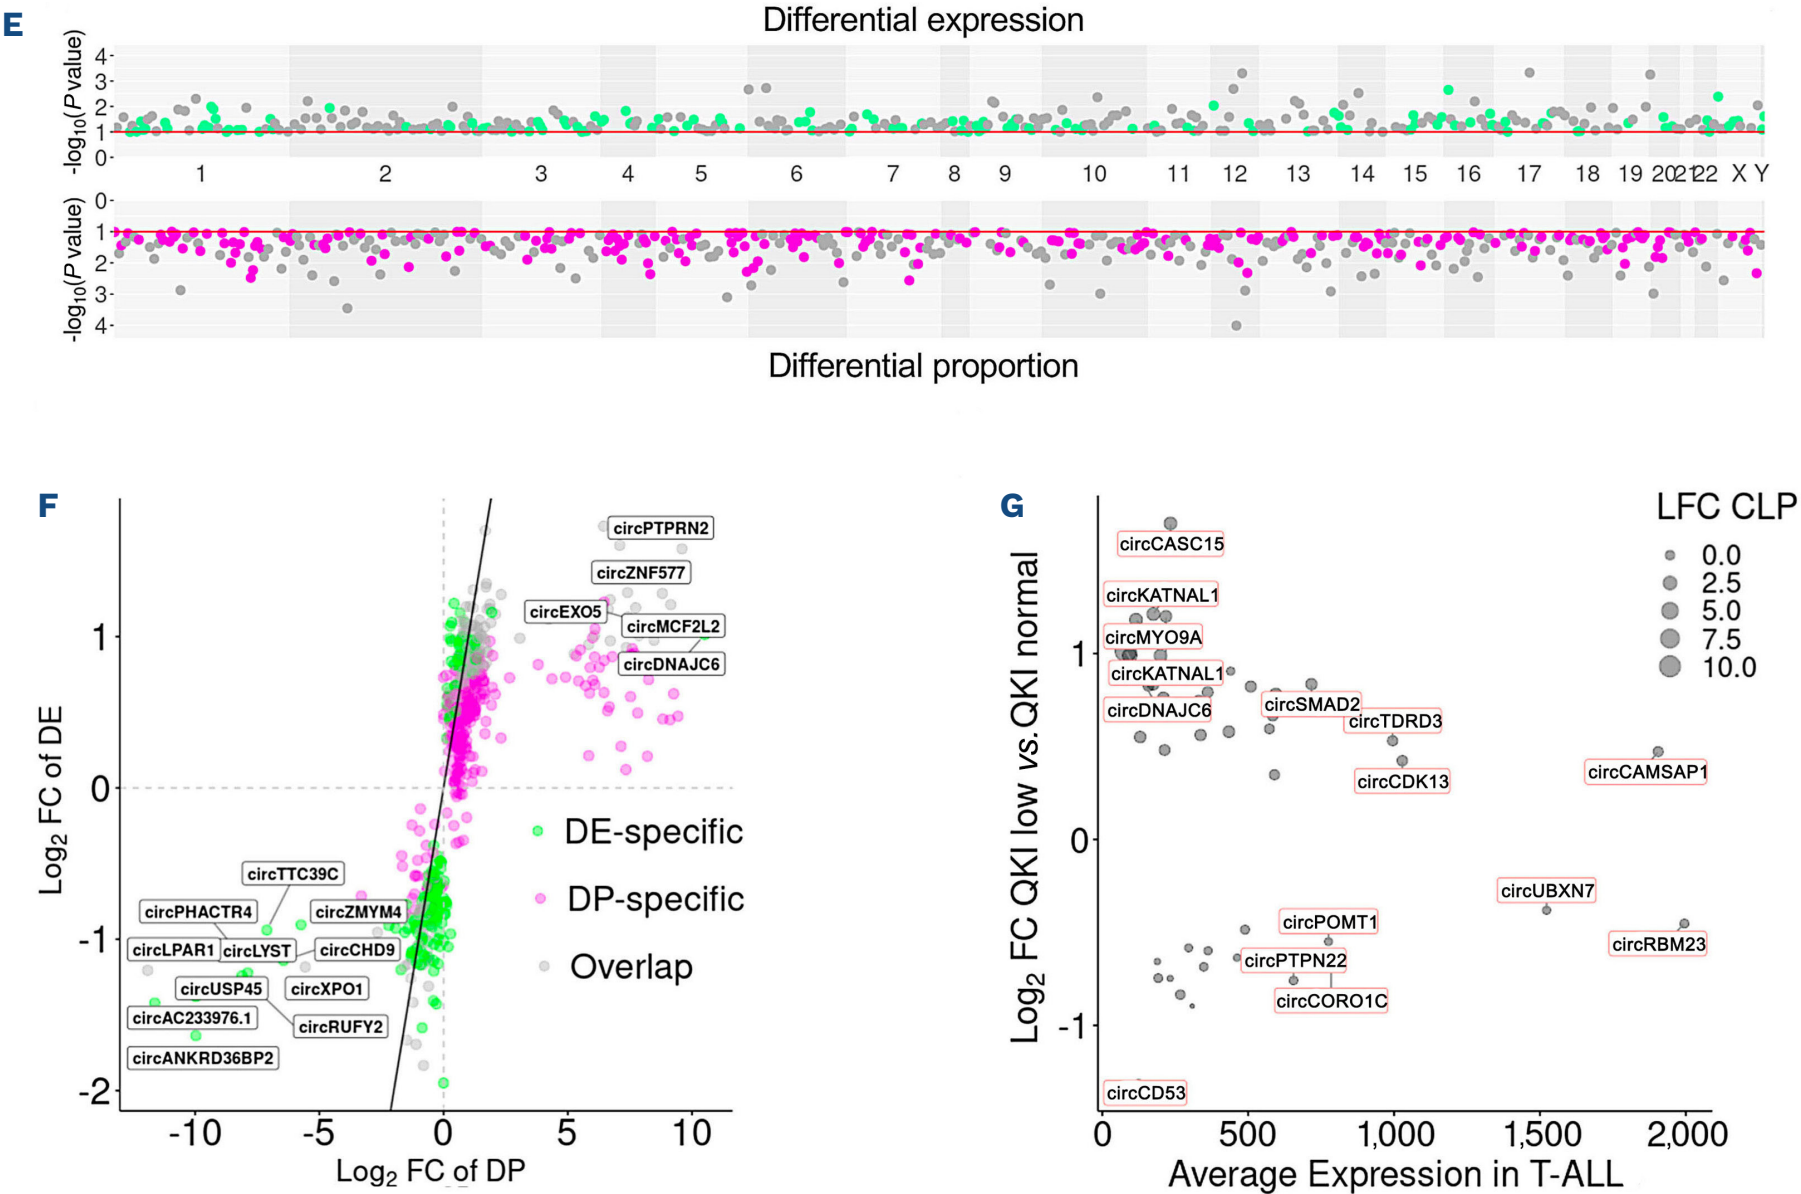 E
Differential expression
-log10(P value)
4
3
2
1
0
1 2 3 4 5 6 7 8 9 10 11 12 13 14 15 16 17 18 19 20 21 22 X Y
-log10(P value)
0
1
2
3
4
Differential proportion
F
Log2 FC of DE
1
0
-1
-2
circPTPRN2
circZNF577
circEXO5
circMCF2L2
circDNAJC6
DE-specific
DP-specific
Overlap
circTTC39C
circPHACTR4
circZMYM4
circLPAR1
circLYST
circCHD9
circUSP45
circXPO1
circAC233976.1
circRUFY2
circANKRD36BP2
-10 -5 0 5 10
Log2 FC of DP
G
Log2 FC QKI low vs. QKI normal
1
0
-1
LFC CLP
0.0
2.5
5.0
7.5
10.0
circCASC15
circKATNAL1
circMYO9A
circKATNAL1
circDNAJC6
circSMAD2
circTDRD3
circCDK13
circCAMSAP1
circUBXN7
circPOMT1
circRBM23
circPTPN22
circCORO1C
circCD53
0 500 1,000 1,500 2,000
Average Expression in T-ALL